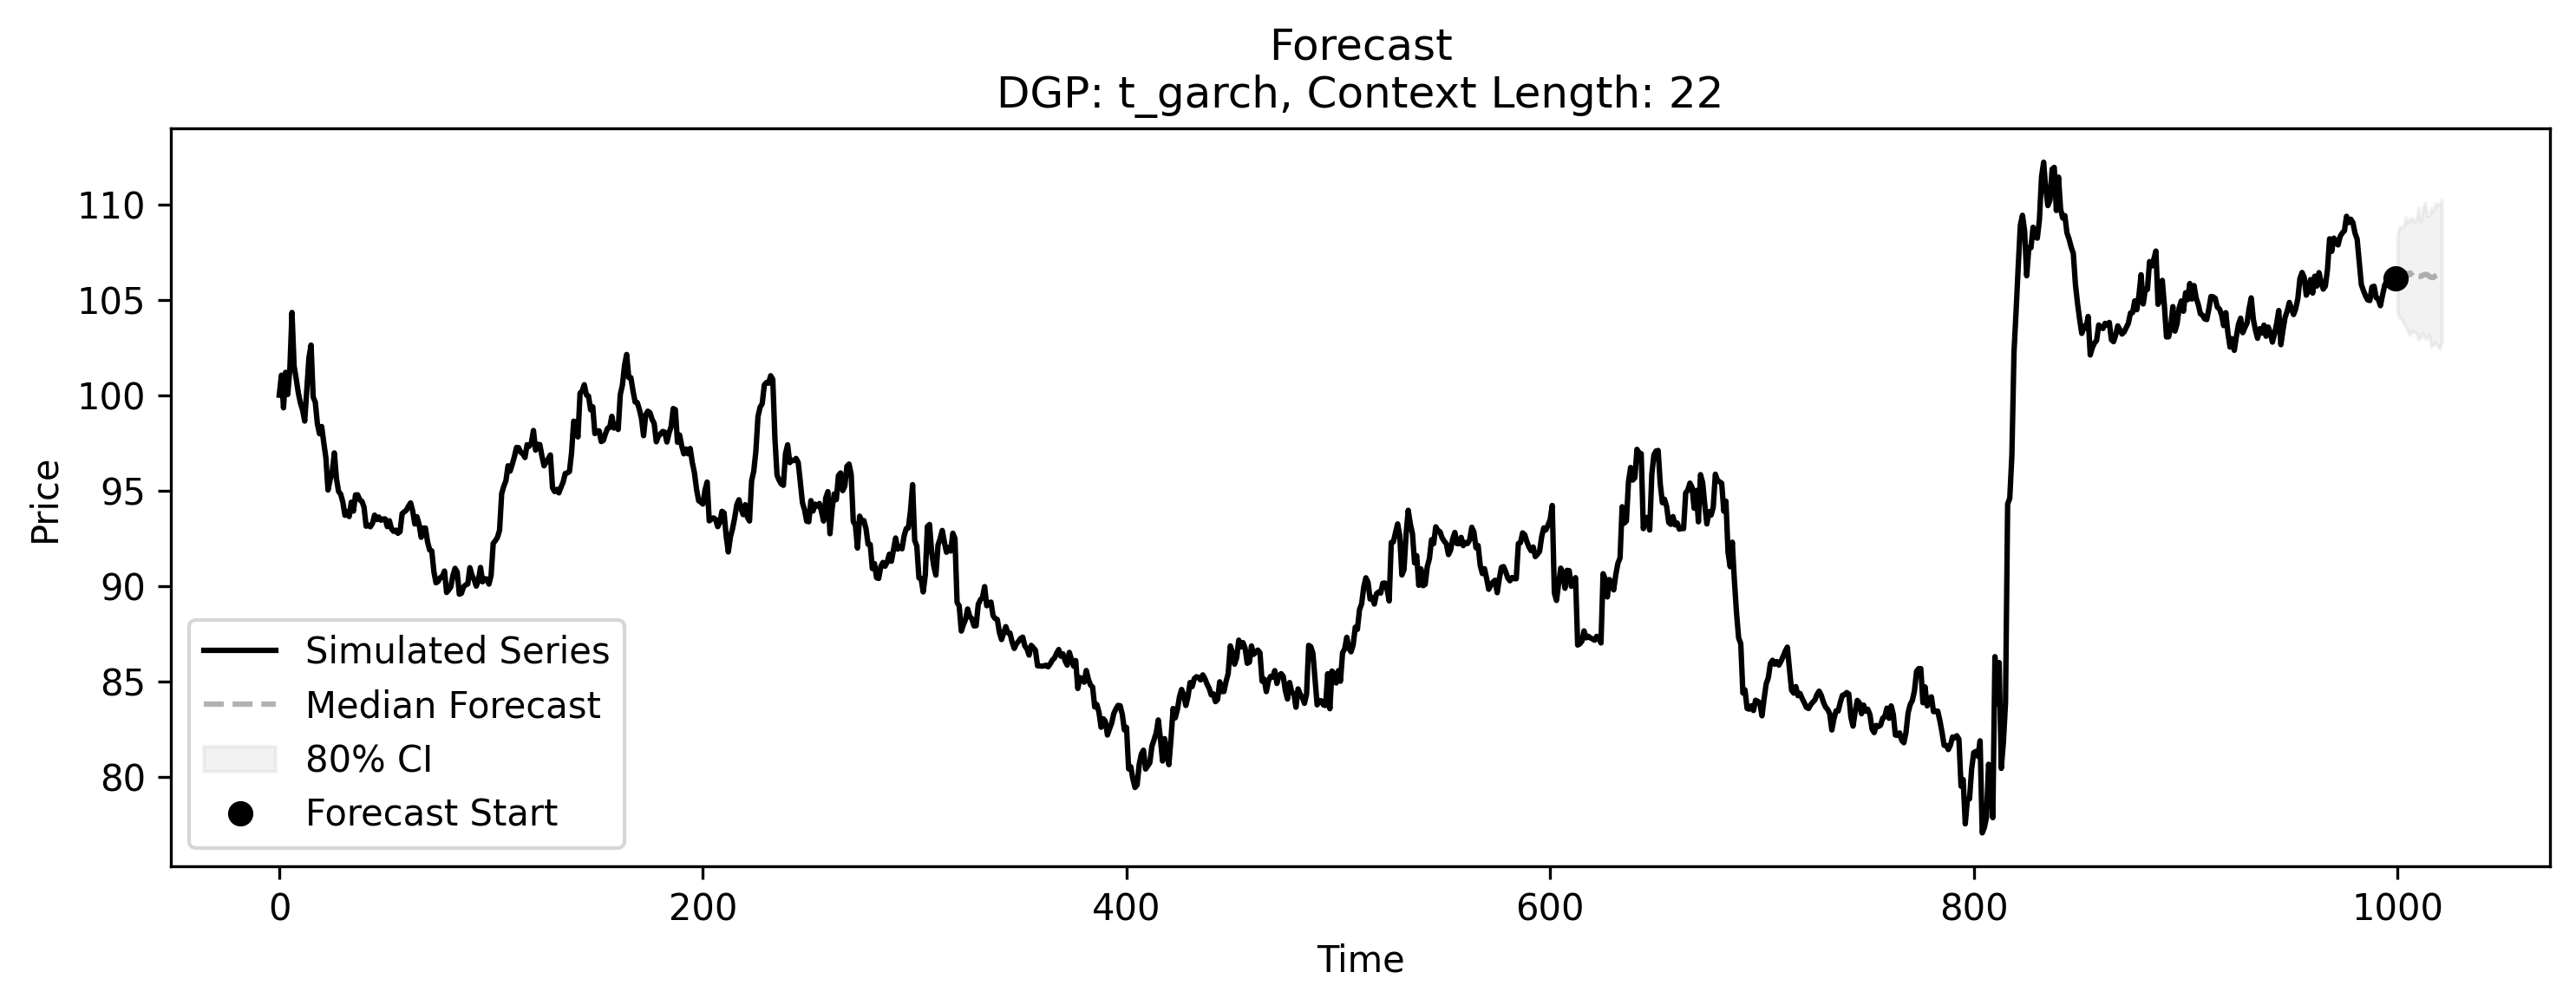 Forecast
DGP: t_garch, Context Length: 22
Price
110
105
100
95
90
85
80
Simulated Series
Median Forecast
80% CI
Forecast Start
0
200
400
600
800
1000
Time